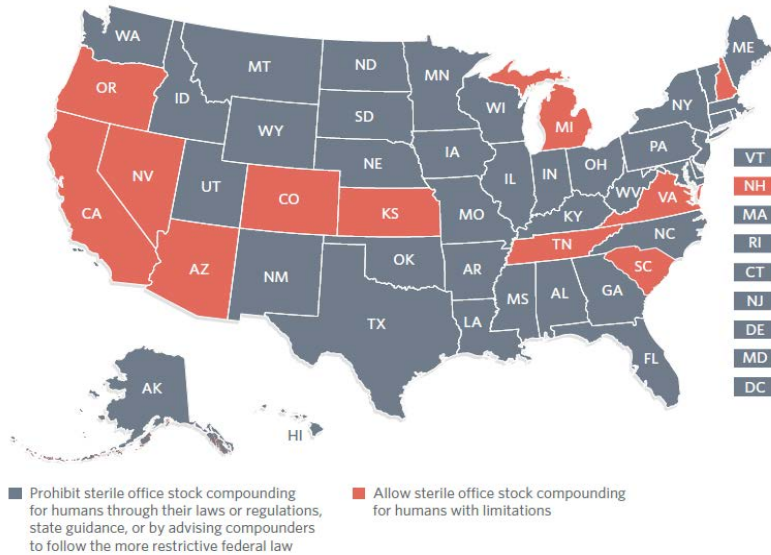 WA
MT
ND
MN
ME
OR
ID
SD
WI
MI
NY
WY
IA
PA
NE
OH
NV
UT
IL
IN
CO
WV
VA
CA
KS
MO
KY
NC
TN
AZ
NM
OK
AR
SC
MS
AL
GA
TX
LA
FL
AK
HI
VT
NH
MA
RI
CT
NJ
DE
MD
DC
Prohibit sterile office stock compounding
for humans through their laws or regulations,
state guidance, or by advising compounders
to follow the more restrictive federal law
Allow sterile office stock compounding
for humans with limitations